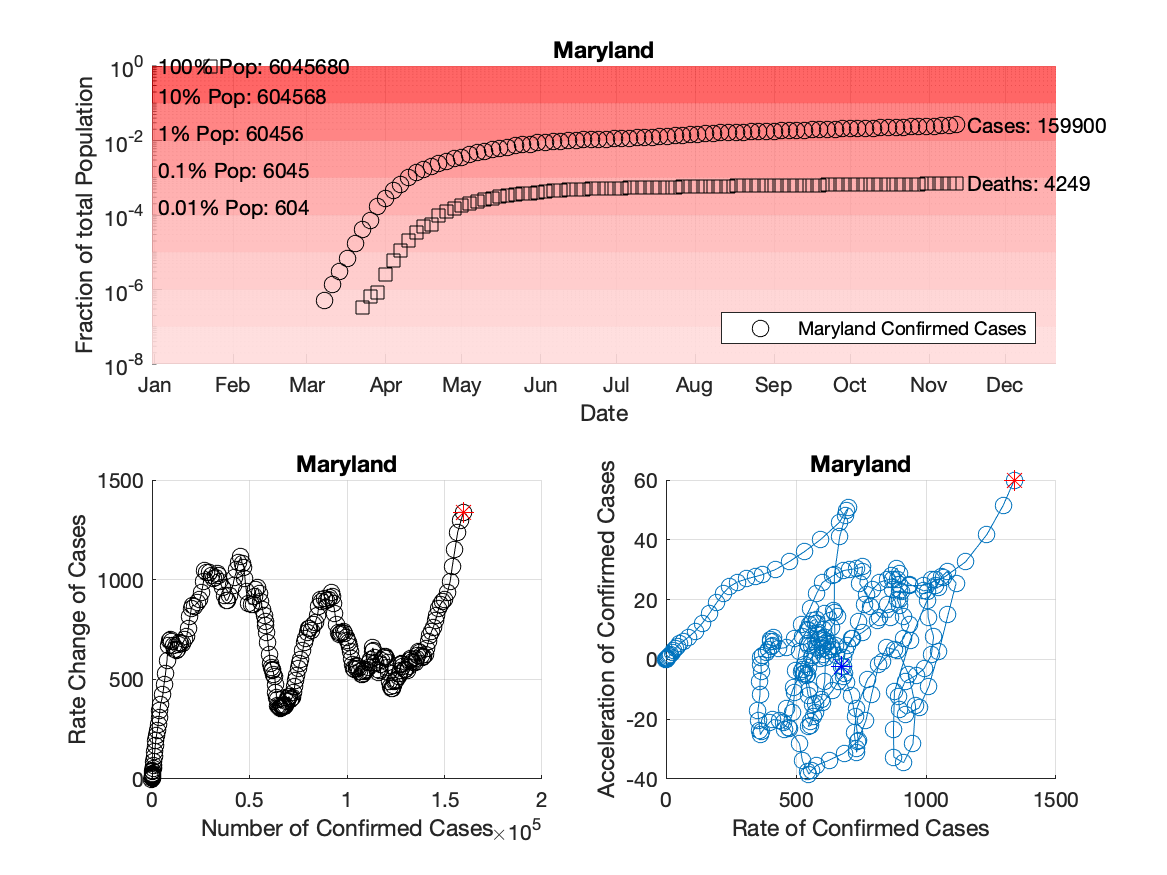 Maryland
10^0
10^-2
10^-4
10^-6
10^-8
Fraction of total Population
100% Pop: 6045680
10% Pop: 604568
1% Pop: 60456
0.1% Pop: 6045
0.01% Pop: 604
Cases: 159900
Deaths: 4249
Maryland Confirmed Cases
Jan Feb Mar Apr May Jun Jul Aug Sep Oct Nov Dec
Date
Maryland
1500
1000
500
0
Rate Change of Cases
0 0.5 1 1.5 2
Number of Confirmed Cases
×10^5
Maryland
60
40
20
0
-20
-40
Acceleration of Confirmed Cases
0 500 1000 1500
Rate of Confirmed Cases